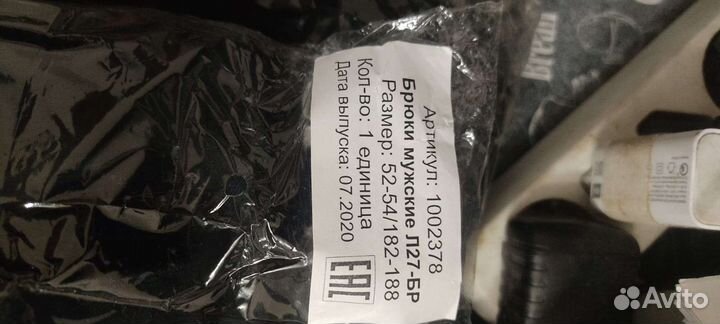 Артикул: 1002378
Брюки мужские Л27-БР
Размер: 52-54/182-188
Кол-во: 1 единица
Дата выпуска: 07.2020
ЕАС
Avito